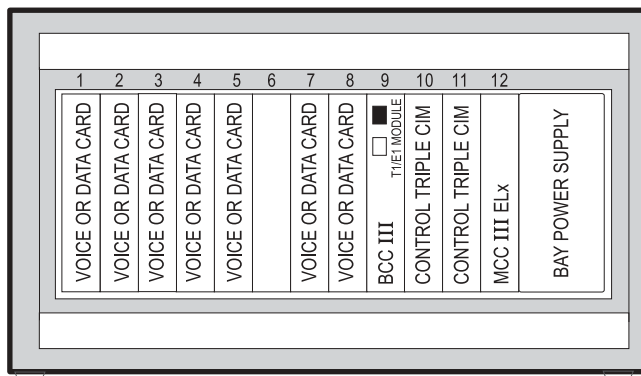 1 2 3 4 5 6 7 8 9 10 11 12
VOICE OR DATA CARD
VOICE OR DATA CARD
VOICE OR DATA CARD
VOICE OR DATA CARD
VOICE OR DATA CARD
VOICE OR DATA CARD
VOICE OR DATA CARD
BCC III
T1/E1 MODULE
CONTROL TRIPLE CIM
CONTROL TRIPLE CIM
MCC III ELx
BAY POWER SUPPLY